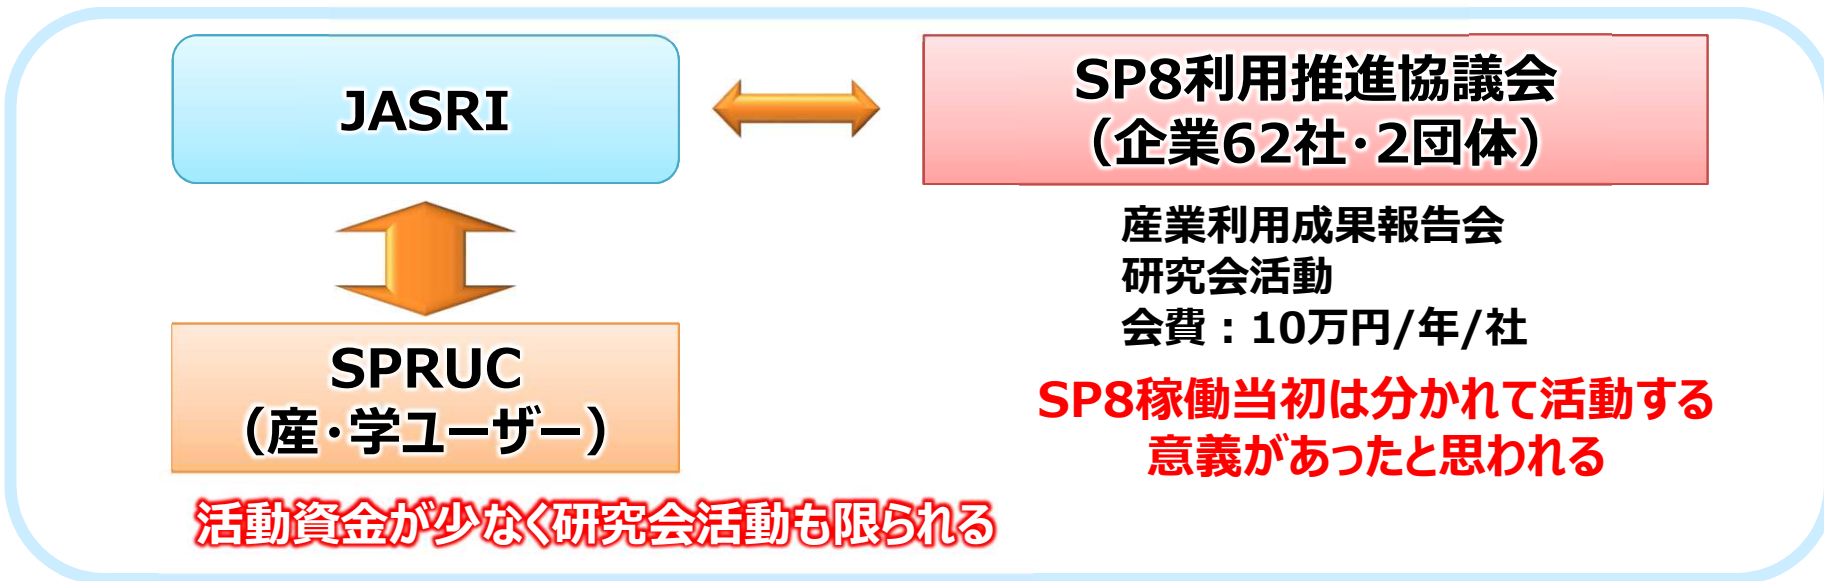 JASRI
SP8利用推進協議会
（企業62社・2団体）
産業利用成果報告会
研究会活動
会費：10万円/年/社
SPRUC
（産・学ユーザー）
SP8稼働当初は分かれて活動する
意義があったと思われる
活動資金が少なく研究会活動も限られる